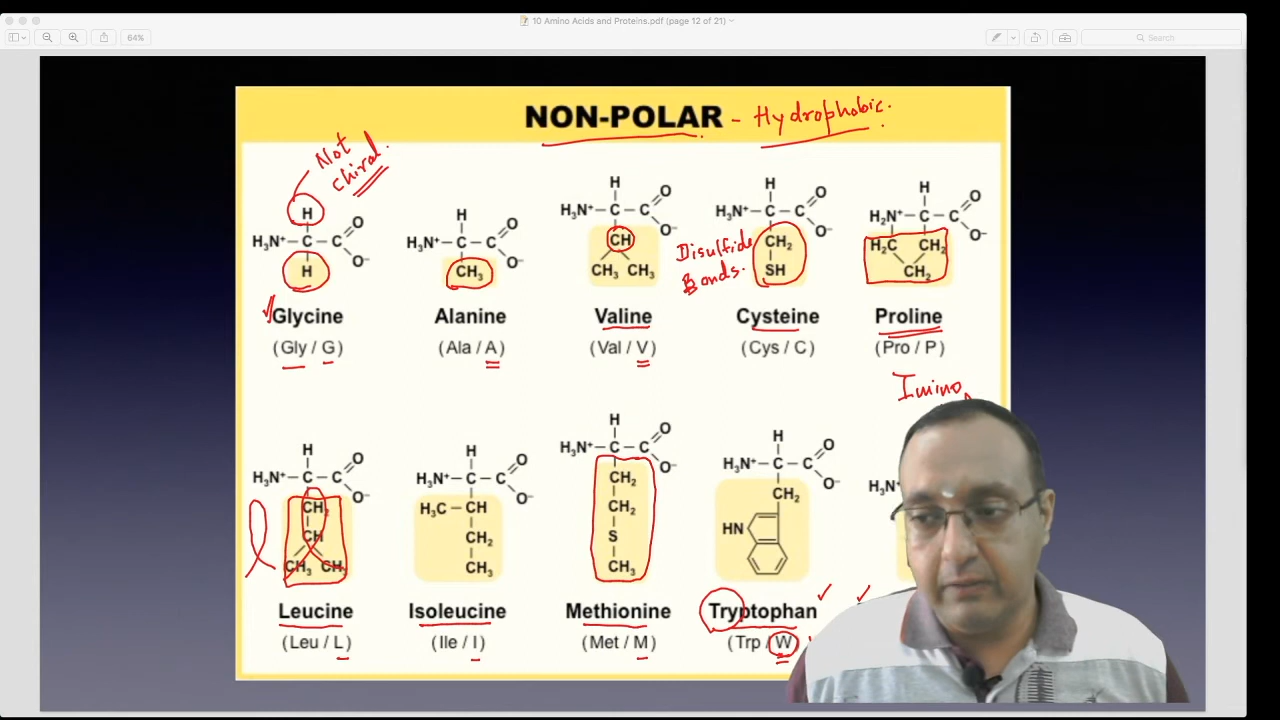 10 Amino Acids and Proteins.pdf (page 12 of 21)
64%
Search
NON-POLAR - Hydrophobic.
Not
chiral.
H
H₃N⁺ – C – C
O
O⁻
H
Glycine
(Gly / G)
H
H₃N⁺ – C – C
O
O⁻
CH₃
Alanine
(Ala / A)
H
H₃N⁺ – C – C
O
O⁻
CH
CH₃ CH₃
Valine
(Val / V)
Disulfide
Bonds.
H
H₃N⁺ – C – C
O
O⁻
CH₂
SH
Cysteine
(Cys / C)
H
H₂N⁺ – C – C
O
O⁻
H₂C CH₂
CH₂
Proline
(Pro / P)
Imino
H
H₃N⁺ – C – C
O
O⁻
CH₂
CH
CH₃ CH₃
l
Leucine
(Leu / L)
H
H₃N⁺ – C – C
O
O⁻
H₃C – CH
CH₂
CH₃
Isoleucine
(Ile / I)
H
H₃N⁺ – C – C
O
O⁻
CH₂
CH₂
S
CH₃
Methionine
(Met / M)
H
H₃N⁺ – C – C
O
O⁻
CH₂
HN
Tryptophan
(Trp / W)
H₃N